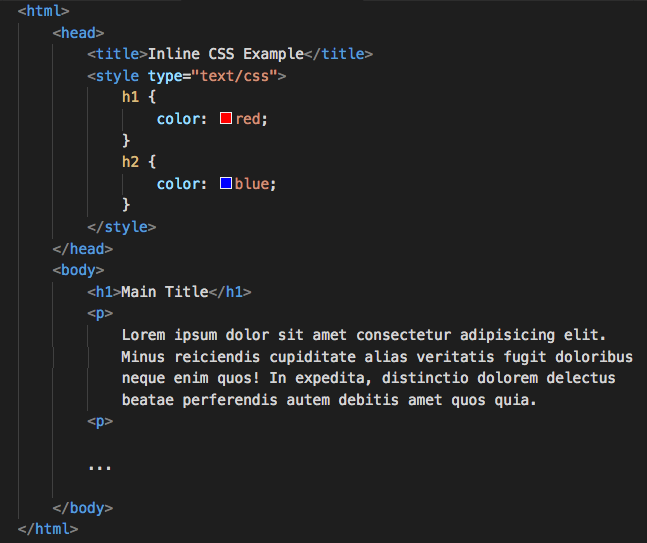 <html>
<head>
<title>Inline CSS Example</title>
<style type="text/css">
h1 {
color: red;
}
h2 {
color: blue;
}
</style>
</head>
<body>
<h1>Main Title</h1>
<p>
Lorem ipsum dolor sit amet consectetur adipisicing elit.
Minus reiciendis cupiditate alias veritatis fugit doloribus
neque enim quos! In expedita, distinctio dolorem delectus
beatae perferendis autem debitis amet quos quia.
<p>
...
</body>
</html>